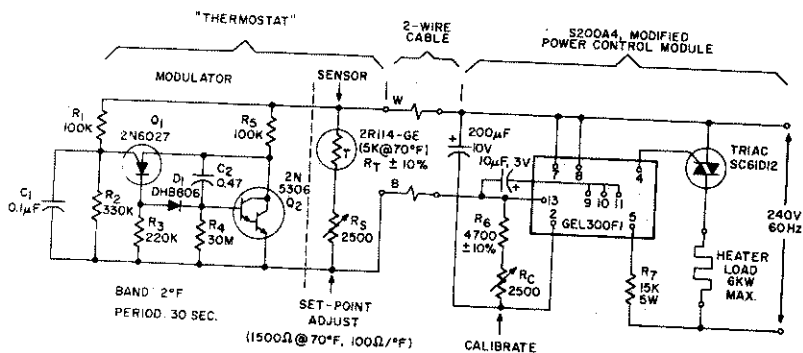 "THERMOSTAT"
2-WIRE
CABLE
S200A4, MODIFIED
POWER CONTROL MODULE
MODULATOR
SENSOR
R1
100K
Q1
2N6027
R5
100K
W
2R114-GE
(5K@70°F)
RT ±10%
200µF
10V
+
10µF, 3V
+
7
8
4
TRIAC
SC61D12
C1
0.1µF
R2
330K
D1
DHB806
C2
0.47
2N
5306
Q2
R3
220K
R4
30M
B
RS
2500
R6
4700
±10%
13
9
10
11
2
5
GEL300F1
240V
60Hz
RC
2500
R7
15K
5W
HEATER
LOAD
6KW
MAX.
BAND: 2°F
PERIOD: 30 SEC.
SET-POINT
ADJUST
(1500Ω@70°F, 100Ω/°F)
CALIBRATE